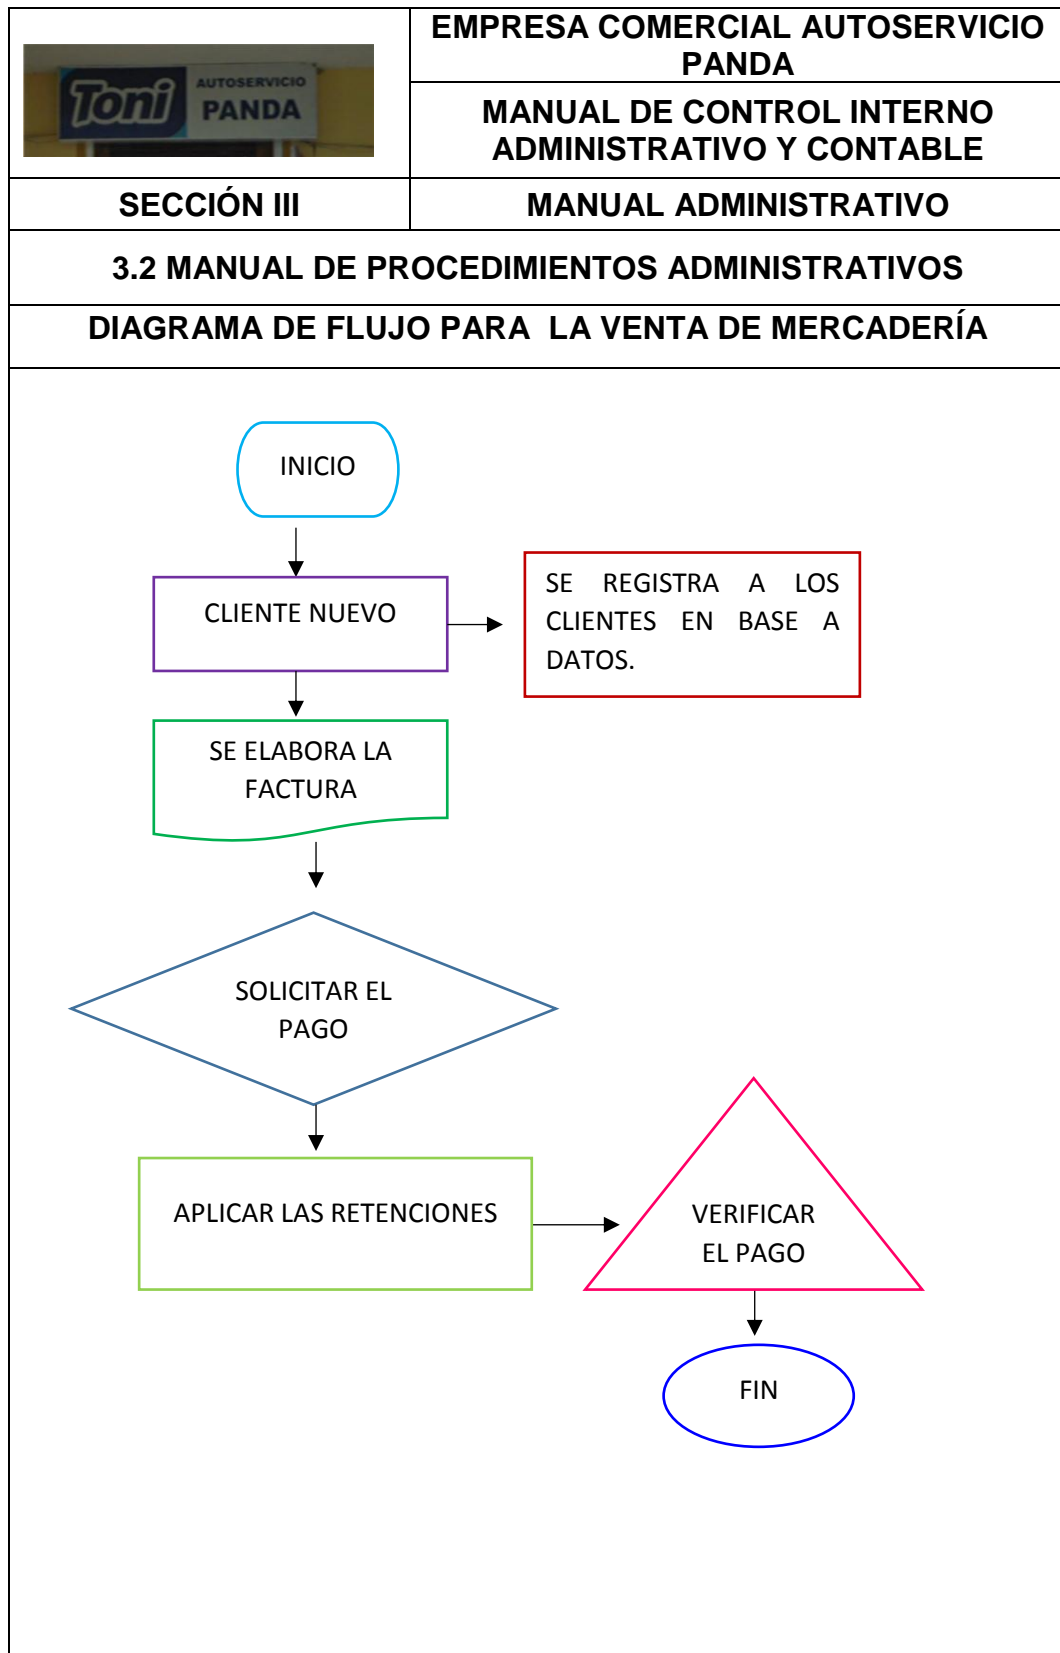 Toni
AUTOSERVICIO
PANDA
EMPRESA COMERCIAL AUTOSERVICIO
PANDA
MANUAL DE CONTROL INTERNO
ADMINISTRATIVO Y CONTABLE
SECCIÓN III
MANUAL ADMINISTRATIVO
3.2 MANUAL DE PROCEDIMIENTOS ADMINISTRATIVOS
DIAGRAMA DE FLUJO PARA LA VENTA DE MERCADERÍA
INICIO
CLIENTE NUEVO
SE REGISTRA A LOS
CLIENTES EN BASE A
DATOS.
SE ELABORA LA
FACTURA
SOLICITAR EL
PAGO
APLICAR LAS RETENCIONES
VERIFICAR
EL PAGO
FIN